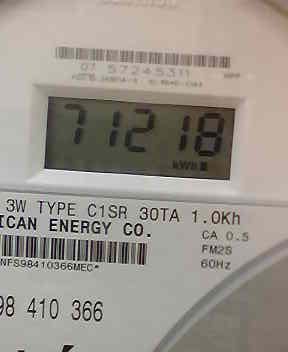 07 57245311
71218
kWh
3W TYPE C1SR 30TA 1.0Kh
ICAN ENERGY CO.
CA 0.5
FM2S
60Hz
NFS98410366MEC*
98 410 366